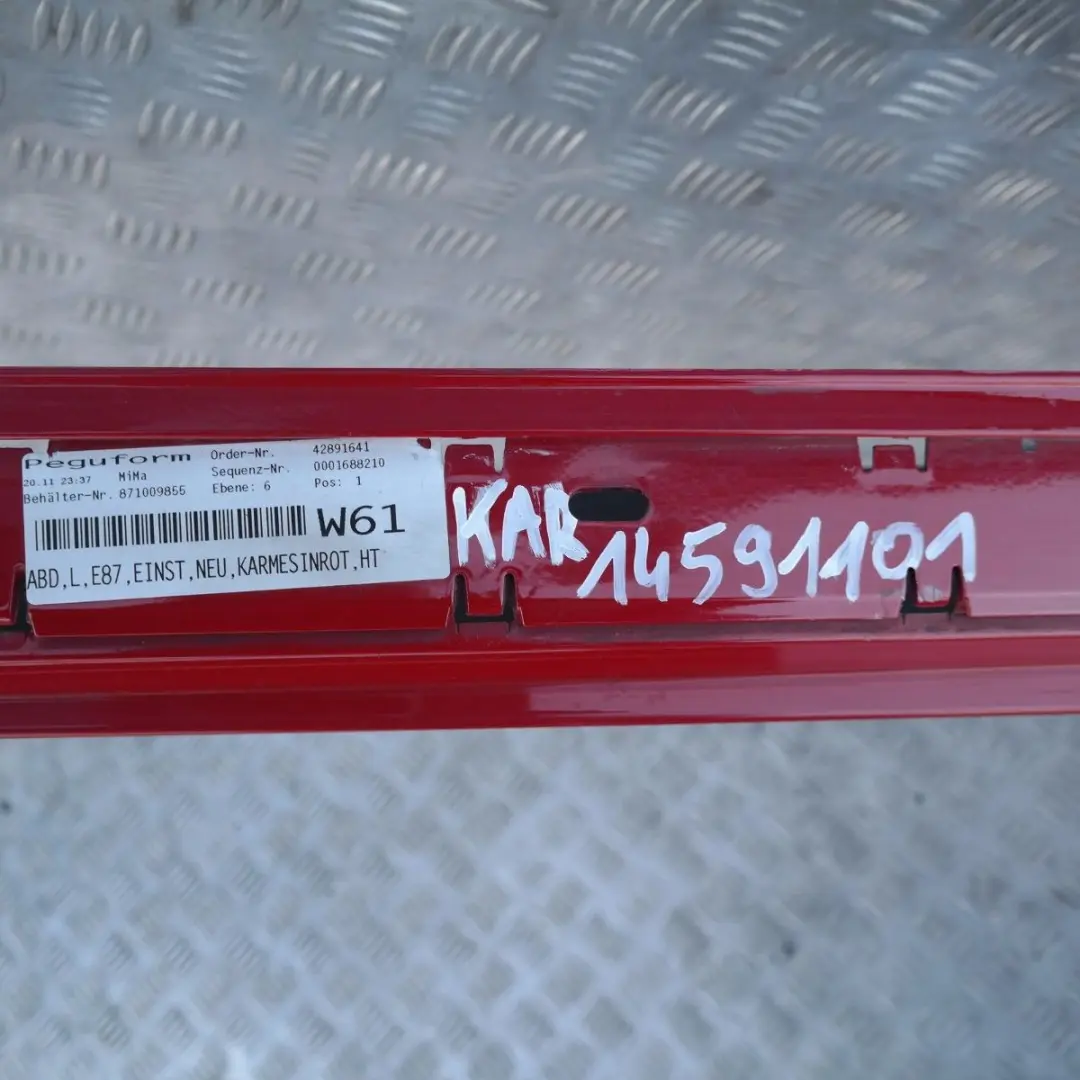 Peguform Order-Nr. 42891641
20.11 23:37 MiMa Sequenz-Nr. 0001688210
Behälter-Nr. 871009855 Ebene: 6 Pos: 1
W61
ABD,L,E87,EINST,NEU,KARMESINROT,HT
KAR
14591101